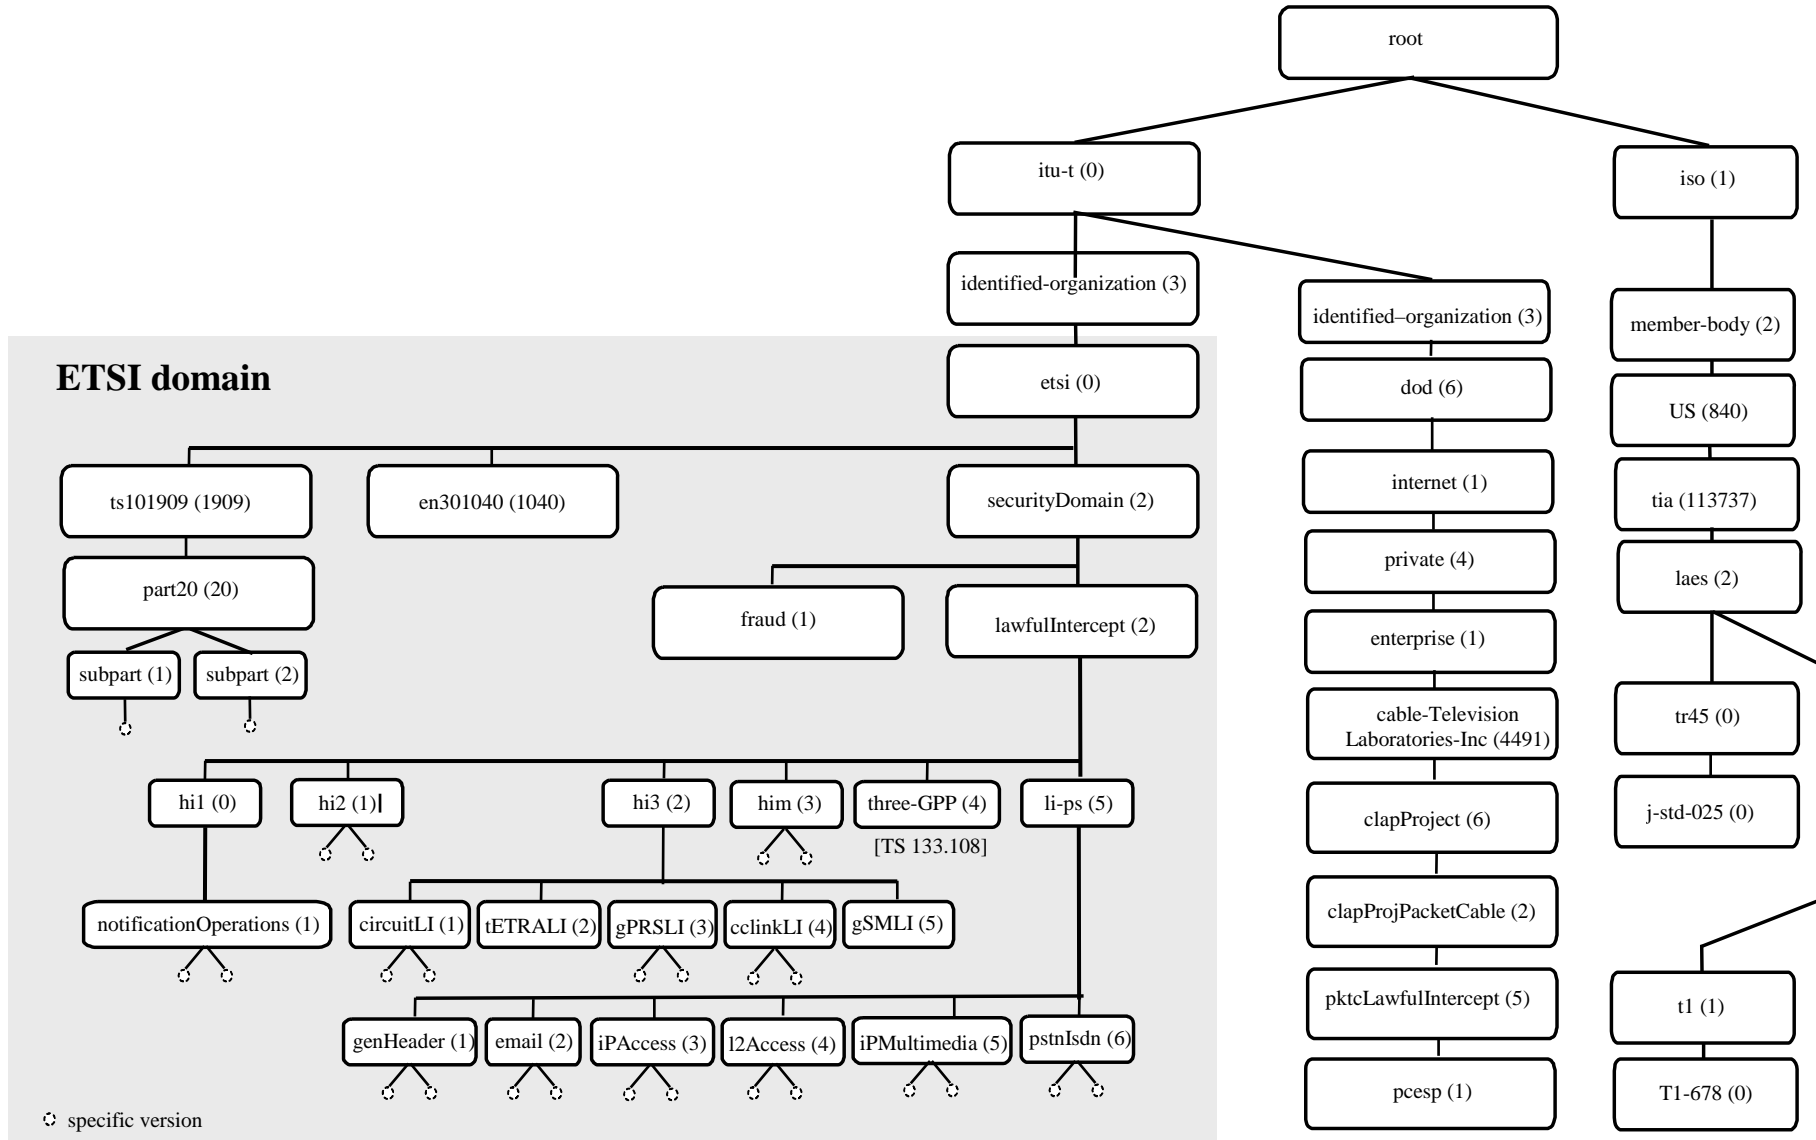 root
itu-t (0)
iso (1)
identified-organization (3)
identified–organization (3)
member-body (2)
ETSI domain
etsi (0)
dod (6)
US (840)
ts101909 (1909)
en301040 (1040)
securityDomain (2)
internet (1)
tia (113737)
part20 (20)
private (4)
laes (2)
fraud (1)
lawfulIntercept (2)
enterprise (1)
subpart (1)
subpart (2)
cable-Television
Laboratories-Inc (4491)
tr45 (0)
hi1 (0)
hi2 (1)
hi3 (2)
him (3)
three-GPP (4)
li-ps (5)
[TS 133.108]
clapProject (6)
j-std-025 (0)
notificationOperations (1)
circuitLI (1)
tETRALI (2)
gPRSLI (3)
cclinkLI (4)
gSMLI (5)
clapProjPacketCable (2)
pktcLawfulIntercept (5)
t1 (1)
genHeader (1)
email (2)
iPAccess (3)
l2Access (4)
iPMultimedia (5)
pstnIsdn (6)
pcesp (1)
T1-678 (0)
specific version